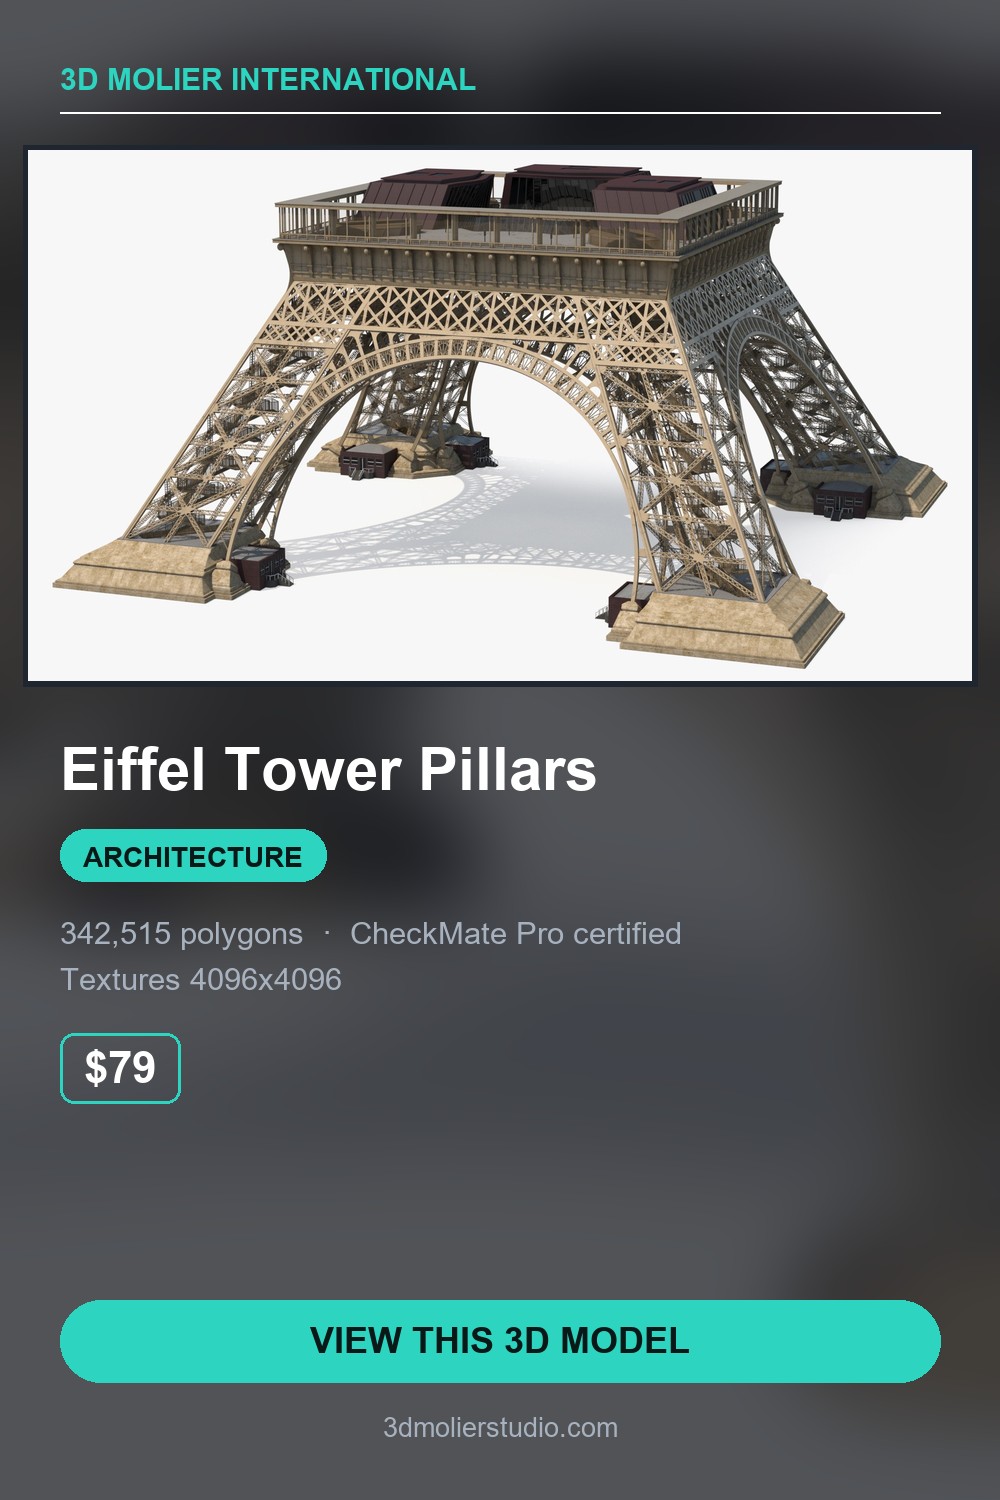 3D MOLIER INTERNATIONAL
Eiffel Tower Pillars
ARCHITECTURE
342,515 polygons · CheckMate Pro certified
Textures 4096x4096
$79
VIEW THIS 3D MODEL
3dmolierstudio.com